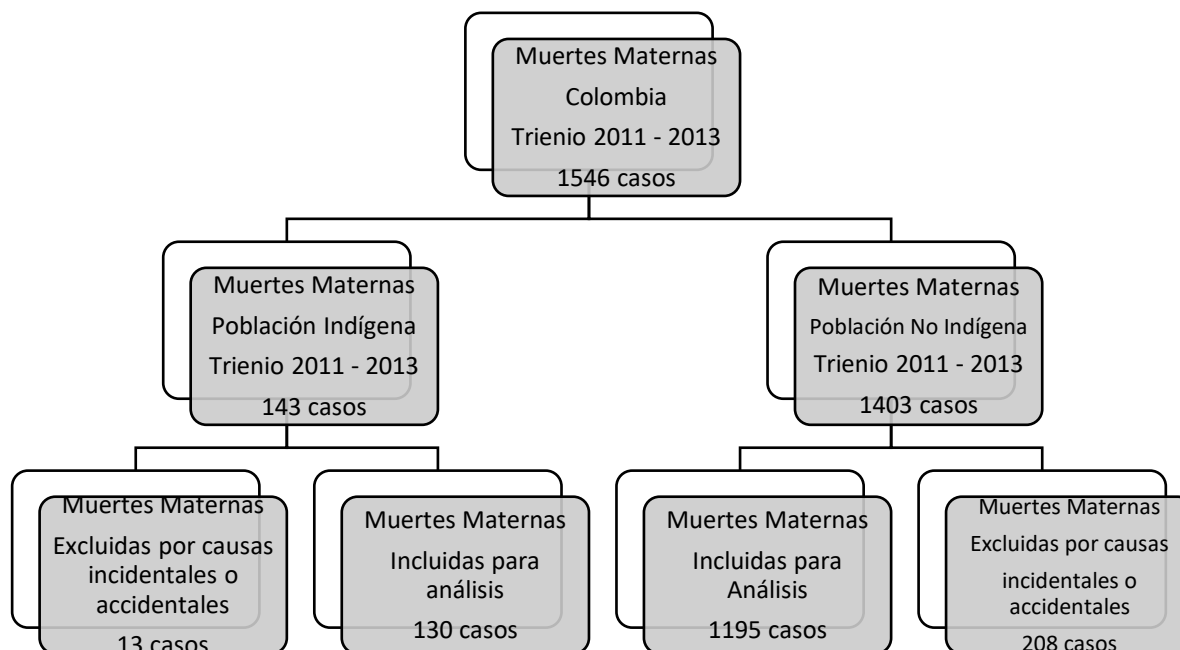 Muertes Maternas
Colombia
Trienio 2011 - 2013
1546 casos
Muertes Maternas
Población Indígena
Trienio 2011 - 2013
143 casos
Muertes Maternas
Población No Indígena
Trienio 2011 - 2013
1403 casos
Muertes Maternas
Excluidas por causas
incidentales o
accidentales
13 casos
Muertes Maternas
Incluidas para
análisis
130 casos
Muertes Maternas
Incluidas para
Análisis
1195 casos
Muertes Maternas
Excluidas por causas
incidentales o
accidentales
208 casos